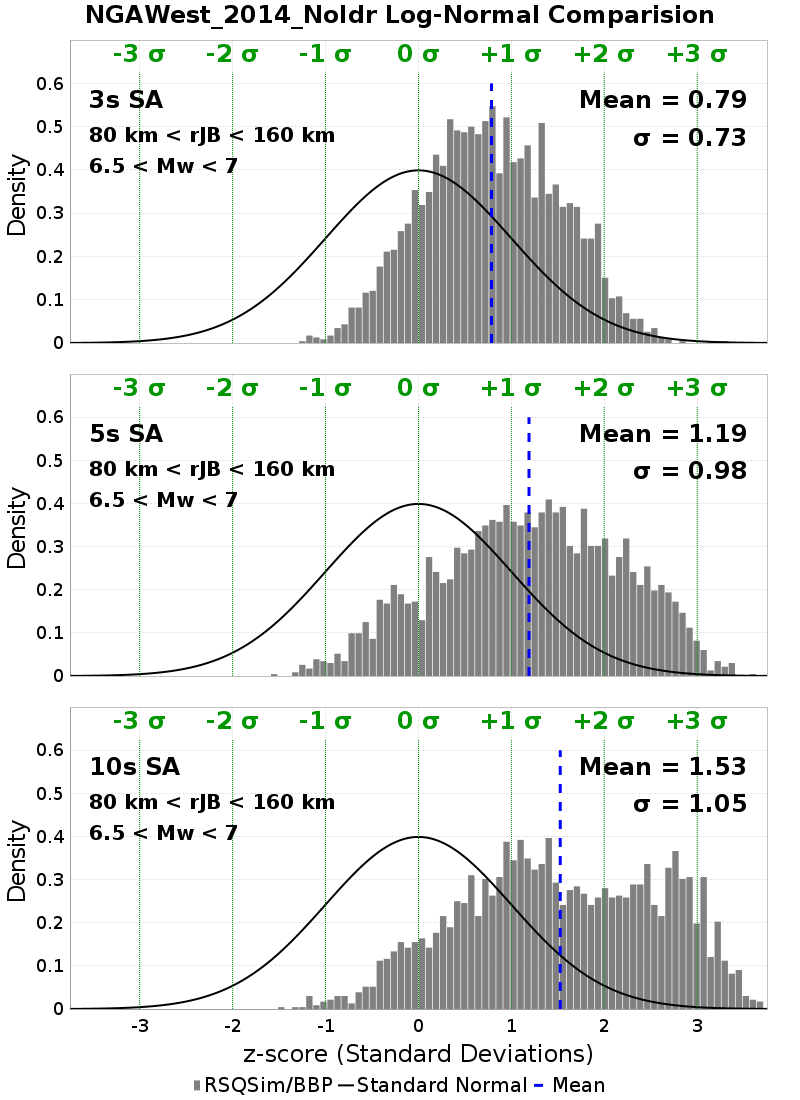 NGAWest_2014_NoIdr Log-Normal Comparision
-3 σ -2 σ -1 σ 0 σ +1 σ +2 σ +3 σ
3s SA
80 km < rJB < 160 km
6.5 < Mw < 7
Mean = 0.79
σ = 0.73
Density
0.6
0.5
0.4
0.3
0.2
0.1
0
-3 σ -2 σ -1 σ 0 σ +1 σ +2 σ +3 σ
5s SA
80 km < rJB < 160 km
6.5 < Mw < 7
Mean = 1.19
σ = 0.98
Density
0.6
0.5
0.4
0.3
0.2
0.1
0
-3 σ -2 σ -1 σ 0 σ +1 σ +2 σ +3 σ
10s SA
80 km < rJB < 160 km
6.5 < Mw < 7
Mean = 1.53
σ = 1.05
Density
0.6
0.5
0.4
0.3
0.2
0.1
0
-3 -2 -1 0 1 2 3
z-score (Standard Deviations)
RSQSim/BBP Standard Normal Mean